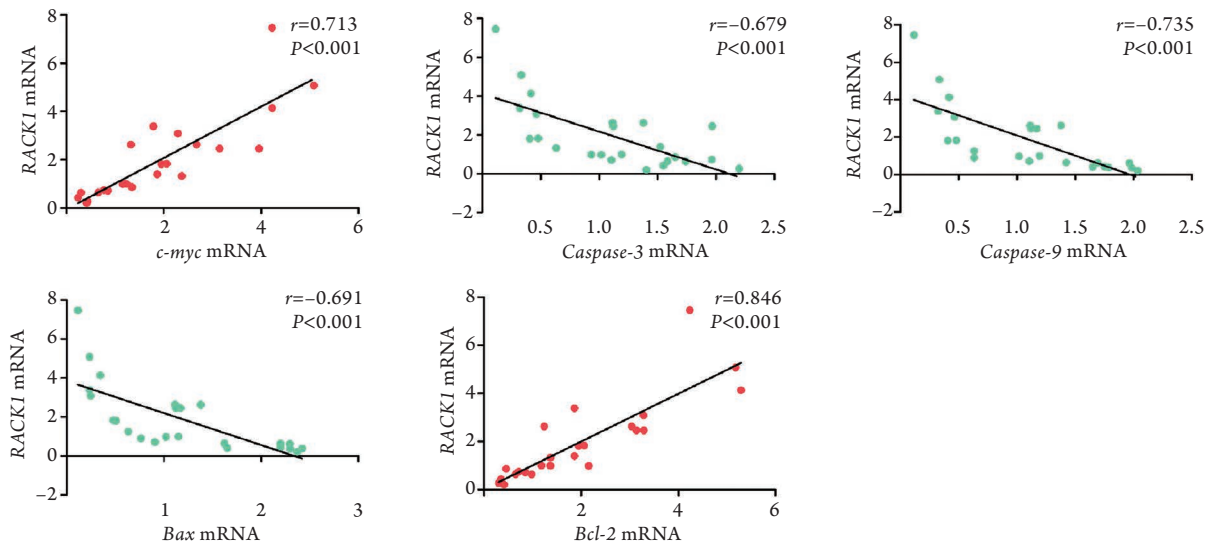 8
6
4
2
0
RACK1 mRNA
r=0.713
P<0.001
0
2
4
6
c-myc mRNA
8
6
4
2
0
−2
RACK1 mRNA
r=−0.679
P<0.001
0.5
1.0
1.5
2.0
2.5
Caspase-3 mRNA
8
6
4
2
0
−2
RACK1 mRNA
r=−0.735
P<0.001
0.5
1.0
1.5
2.0
2.5
Caspase-9 mRNA
8
6
4
2
0
−2
RACK1 mRNA
r=−0.691
P<0.001
1
2
3
Bax mRNA
8
6
4
2
0
RACK1 mRNA
r=0.846
P<0.001
0
2
4
6
Bcl-2 mRNA